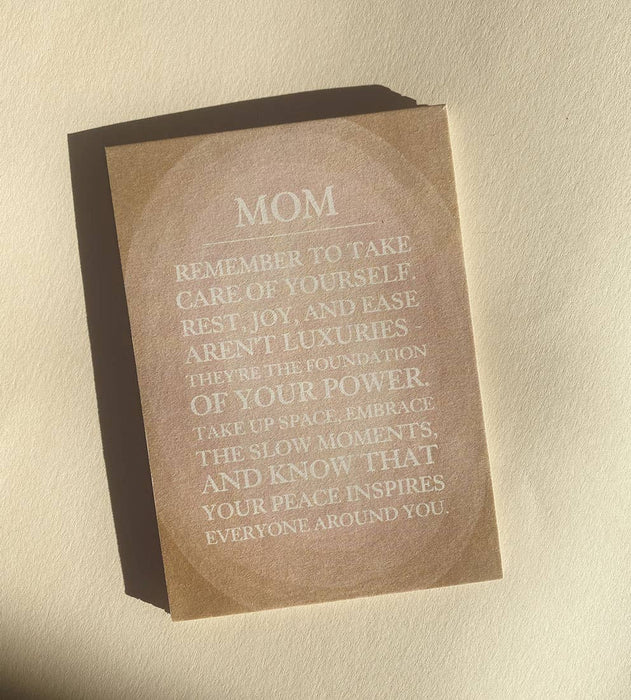 MOM
REMEMBER TO TAKE
CARE OF YOURSELF.
REST, JOY, AND EASE
AREN'T LUXURIES -
THEY'RE THE FOUNDATION
OF YOUR POWER.
TAKE UP SPACE, EMBRACE
THE SLOW MOMENTS,
AND KNOW THAT
YOUR PEACE INSPIRES
EVERYONE AROUND YOU.